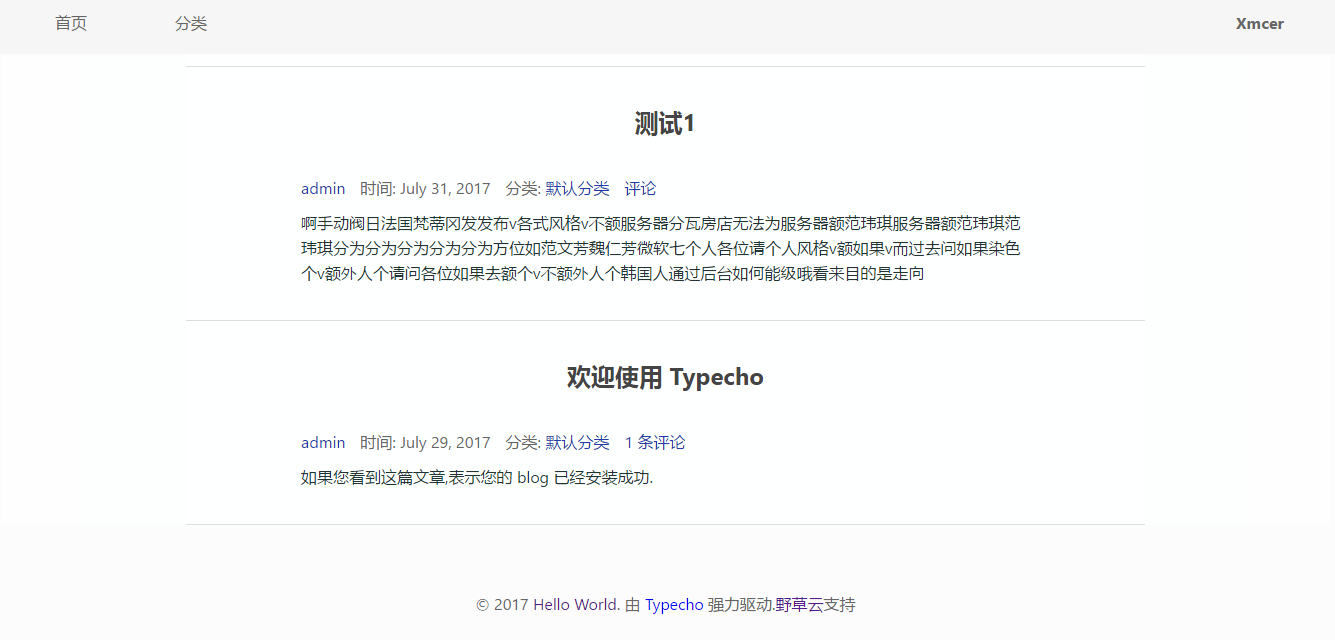 首页 分类 Xmcer
测试1
admin 时间: July 31, 2017 分类: 默认分类 评论
啊手动阀日法国梵蒂冈发发布v各式风格v不额服务器分瓦房店无法为服务器额范玮琪服务器额范玮琪范
玮琪分为分为分为分为分为方位如范文芳魏仁芳微软七个人各位请个人风格v额如果v而过去问如果染色
个v额外人个请问各位如果去额个v不额外人个韩国人通过后台如何能级哦看来目的是走向
欢迎使用 Typecho
admin 时间: July 29, 2017 分类: 默认分类 1 条评论
如果您看到这篇文章,表示您的 blog 已经安装成功.
© 2017 Hello World. 由 Typecho 强力驱动.野草云支持